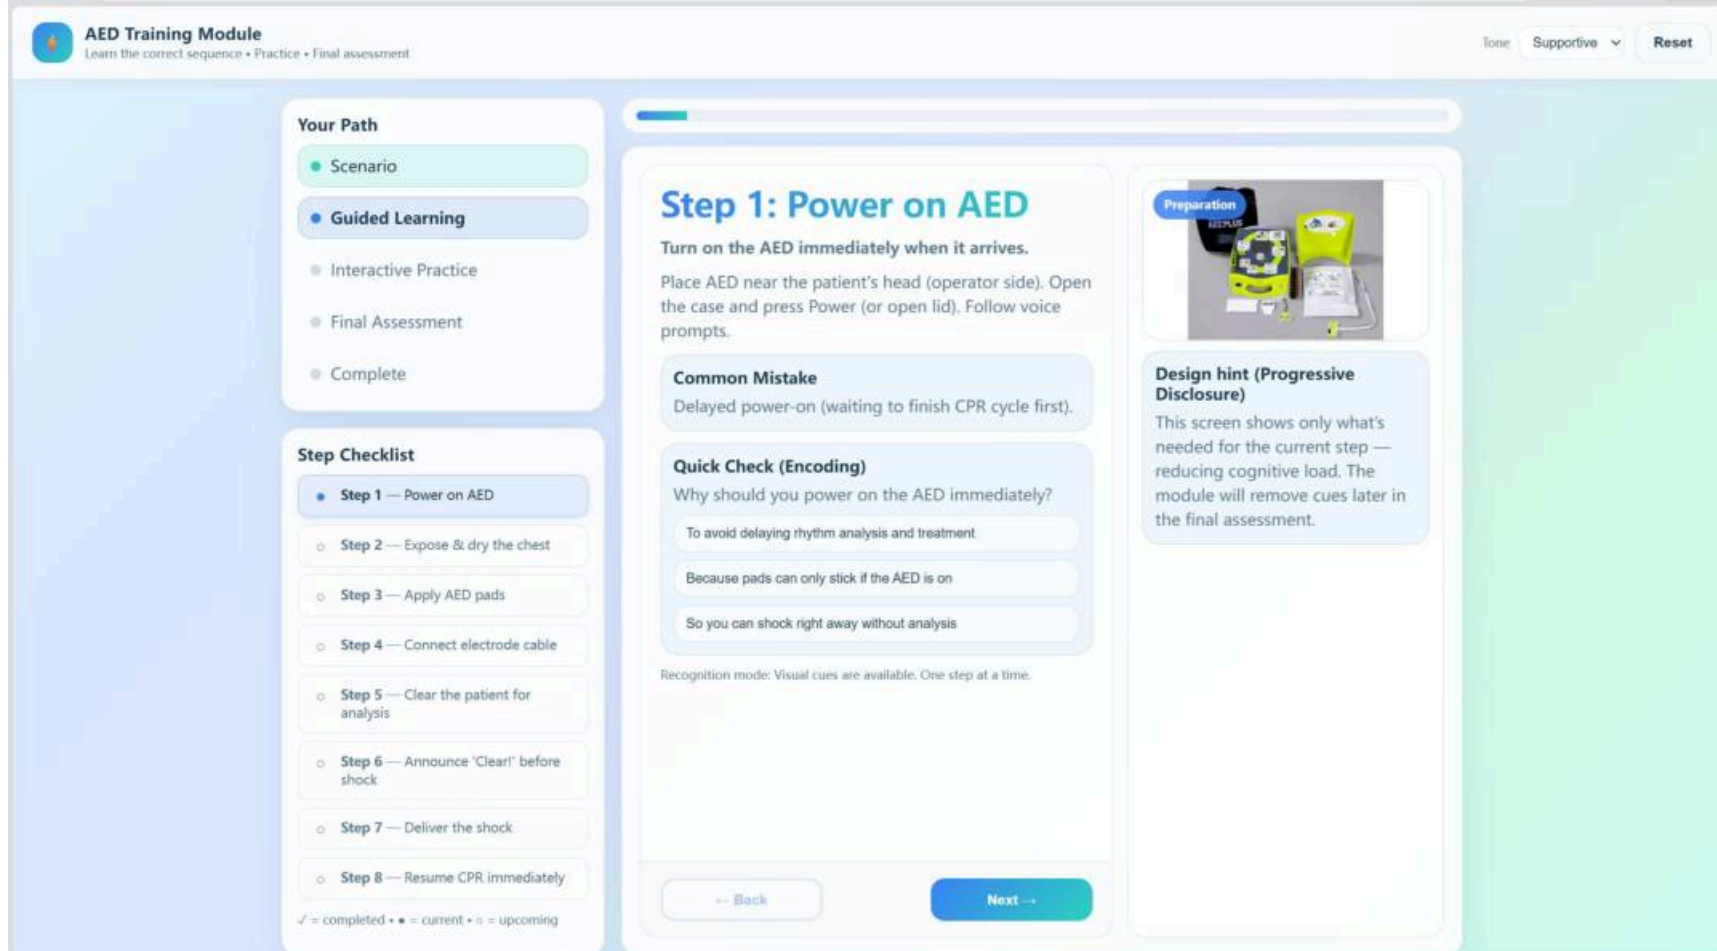 AED Training Module
Learn the correct sequence • Practice • Final assessment
Tone
Supportive
Reset
Your Path
Scenario
Guided Learning
Interactive Practice
Final Assessment
Complete
Step Checklist
Step 1 — Power on AED
Step 2 — Expose & dry the chest
Step 3 — Apply AED pads
Step 4 — Connect electrode cable
Step 5 — Clear the patient for
analysis
Step 6 — Announce 'Clear!' before
shock
Step 7 — Deliver the shock
Step 8 — Resume CPR immediately
✓ = completed • ● = current • ○ = upcoming
Step 1: Power on AED
Turn on the AED immediately when it arrives.
Place AED near the patient's head (operator side). Open
the case and press Power (or open lid). Follow voice
prompts.
Common Mistake
Delayed power-on (waiting to finish CPR cycle first).
Quick Check (Encoding)
Why should you power on the AED immediately?
To avoid delaying rhythm analysis and treatment
Because pads can only stick if the AED is on
So you can shock right away without analysis
Recognition mode: Visual cues are available. One step at a time.
← Back
Next →
Preparation
Design hint (Progressive
Disclosure)
This screen shows only what's
needed for the current step —
reducing cognitive load. The
module will remove cues later in
the final assessment.